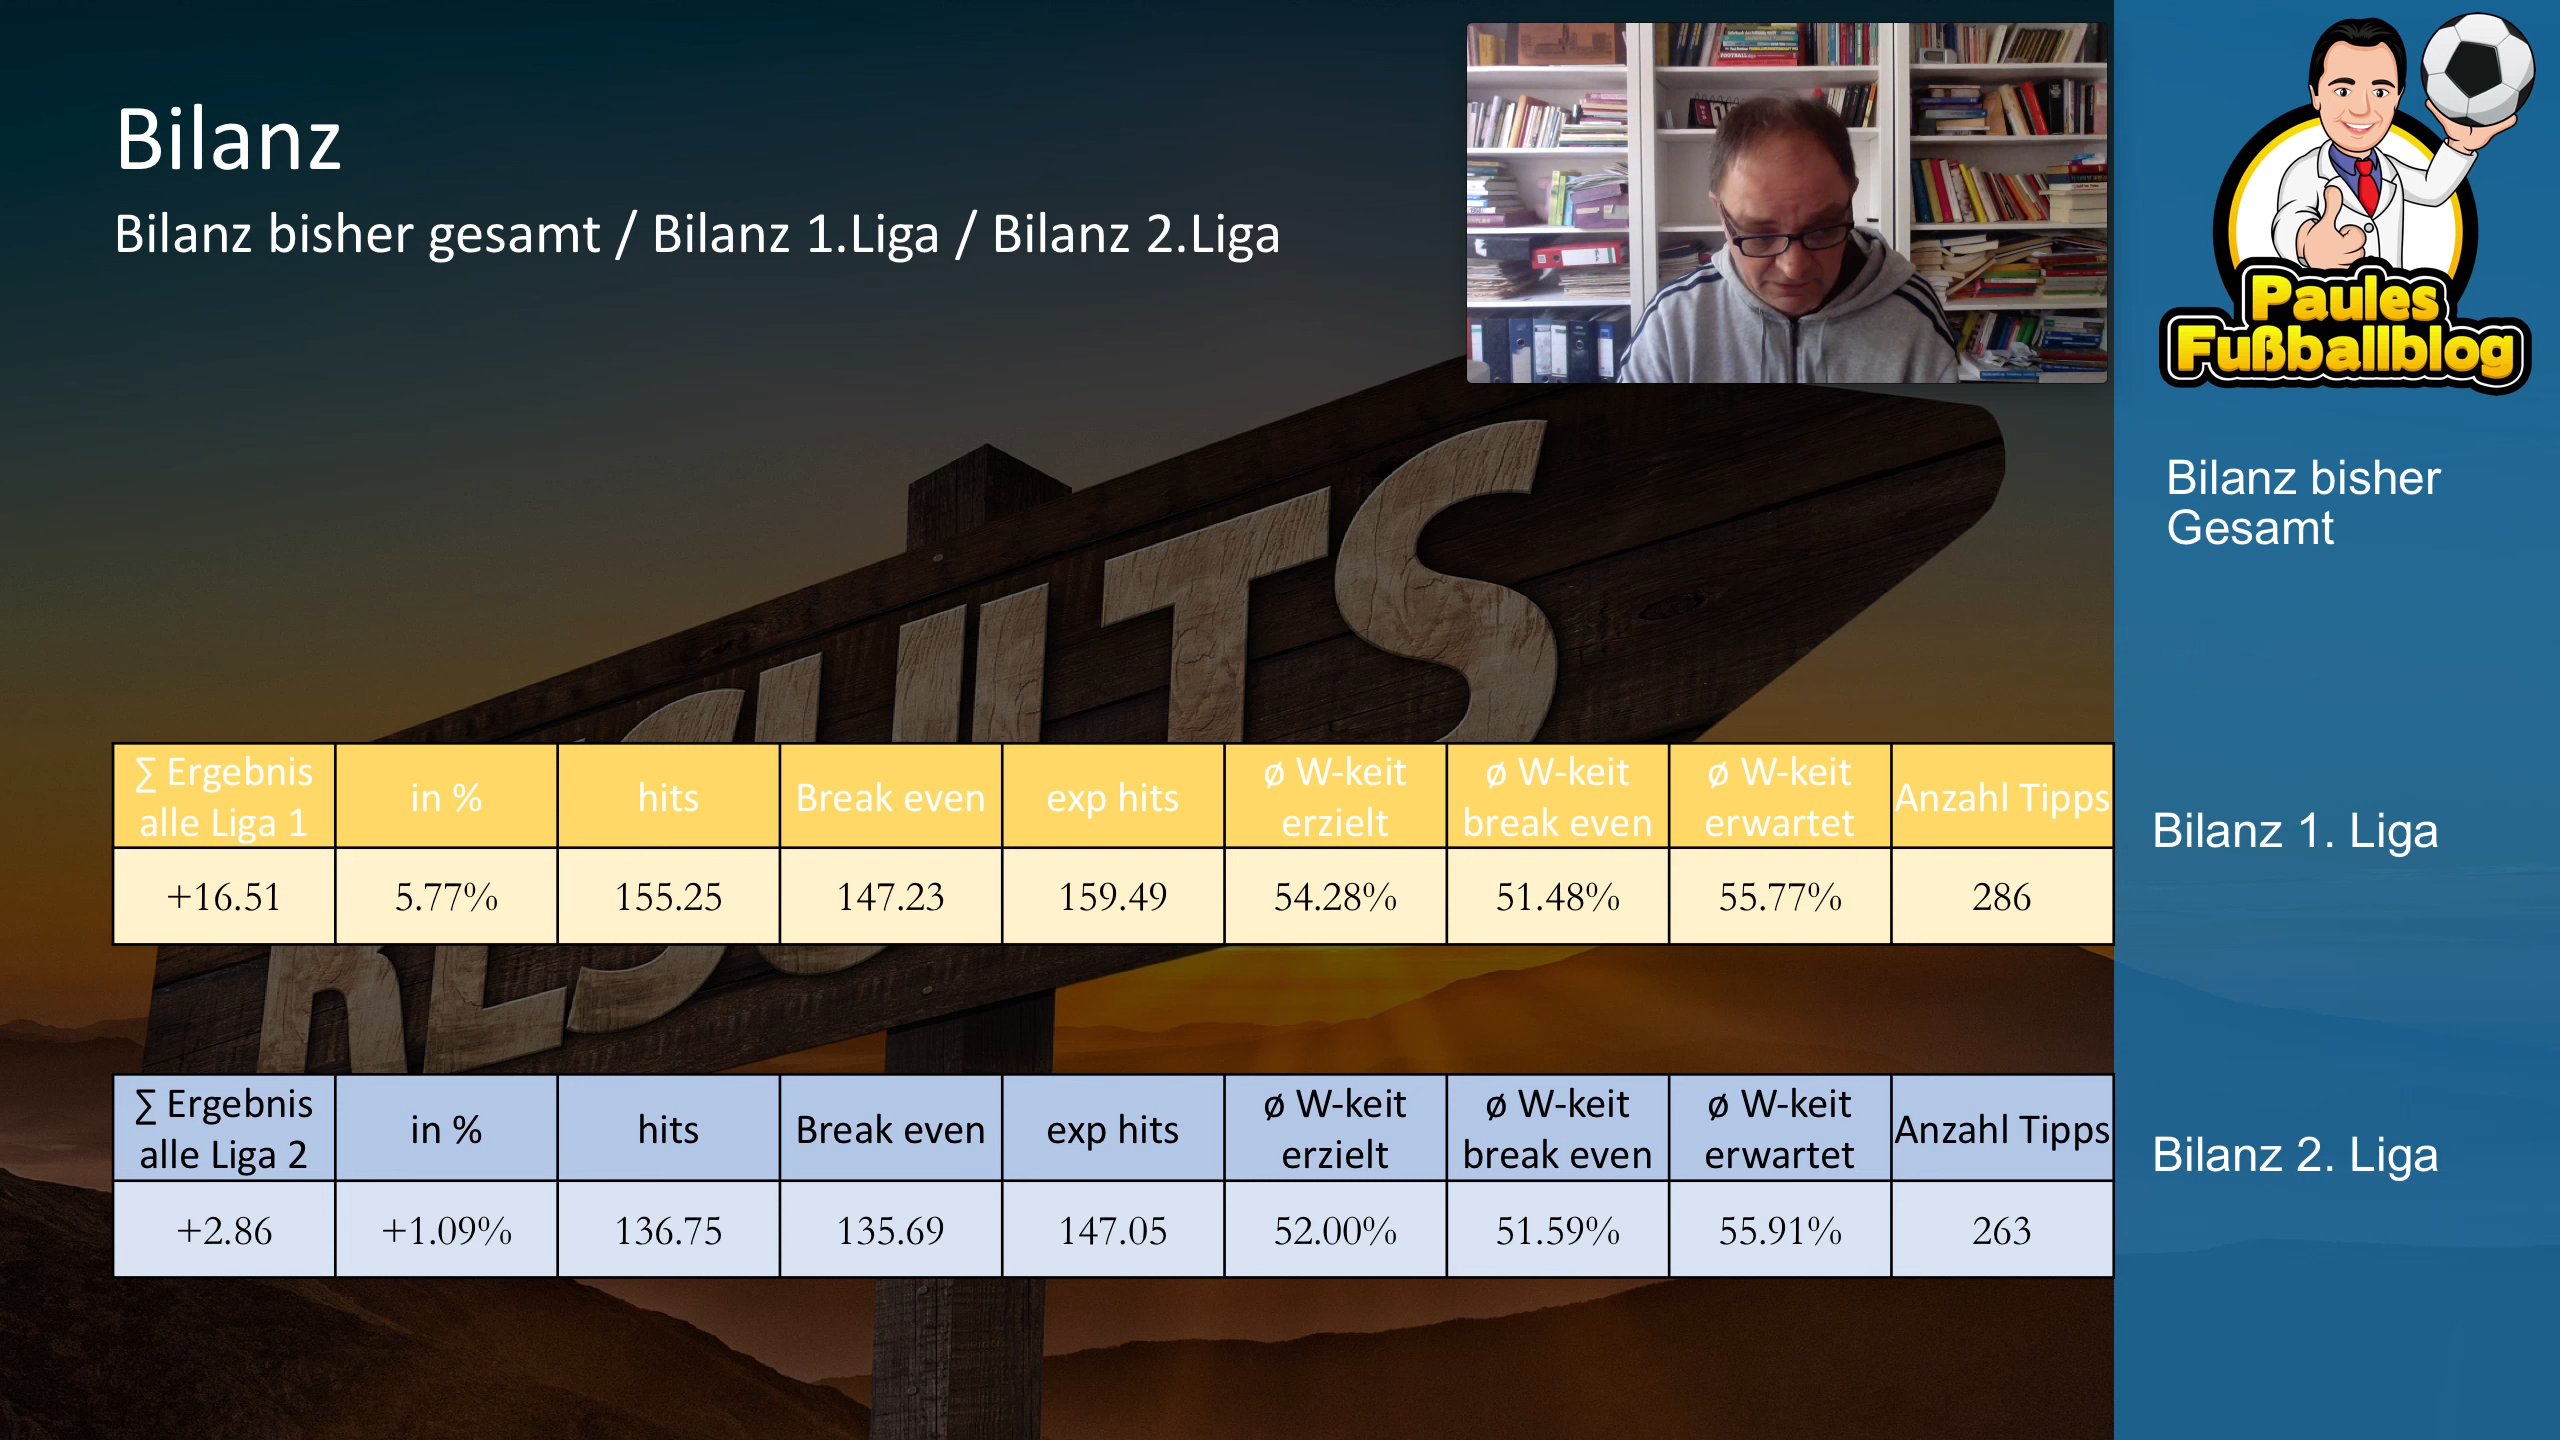 Bilanz
Bilanz bisher gesamt / Bilanz 1.Liga / Bilanz 2.Liga
Paules
Fußballblog
Bilanz bisher
Gesamt
RESULTS
∑ Ergebnis alle Liga 1 in % hits Break even exp hits ø W-keit erzielt ø W-keit break even ø W-keit erwartet Anzahl Tipps
+16.51 5.77% 155.25 147.23 159.49 54.28% 51.48% 55.77% 286
Bilanz 1. Liga
∑ Ergebnis alle Liga 2 in % hits Break even exp hits ø W-keit erzielt ø W-keit break even ø W-keit erwartet Anzahl Tipps
+2.86 +1.09% 136.75 135.69 147.05 52.00% 51.59% 55.91% 263
Bilanz 2. Liga